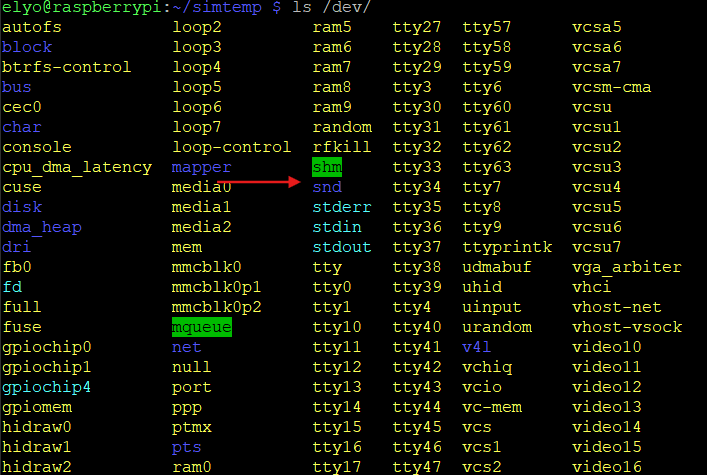 elyo@raspberrypi:~/simtemp $ ls /dev/
autofs loop2 ram5 tty27 tty57 vcsa5
block loop3 ram6 tty28 tty58 vcsa6
btrfs-control loop4 ram7 tty29 tty59 vcsa7
bus loop5 ram8 tty3 tty6 vcsm-cma
cec0 loop6 ram9 tty30 tty60 vcsu
char loop7 random tty31 tty61 vcsu1
console loop-control rfkill tty32 tty62 vcsu2
cpu_dma_latency mapper shm tty33 tty63 vcsu3
cuse media0 snd tty34 tty7 vcsu4
disk media1 stderr tty35 tty8 vcsu5
dma_heap media2 stdin tty36 tty9 vcsu6
dri mem stdout tty37 ttyprintk vcsu7
fb0 mmcblk0 tty tty38 udmabuf vga_arbiter
fd mmcblk0p1 tty0 tty39 uhid vhci
full mmcblk0p2 tty1 tty4 uinput vhost-net
fuse mqueue tty10 tty40 urandom vhost-vsock
gpiochip0 net tty11 tty41 v4l video10
gpiochip1 null tty12 tty42 vchiq video11
gpiochip4 port tty13 tty43 vcio video12
gpiomem ppp tty14 tty44 vc-mem video13
hidraw0 ptmx tty15 tty45 vcs video14
hidraw1 pts tty16 tty46 vcs1 video15
hidraw2 ram0 tty17 tty47 vcs2 video16